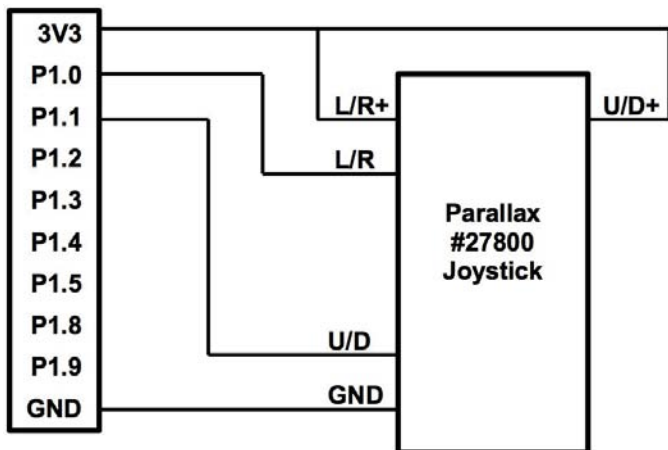 3V3
P1.0
P1.1
P1.2
P1.3
P1.4
P1.5
P1.8
P1.9
GND
L/R+
L/R
U/D
GND
Parallax
#27800
Joystick
U/D+